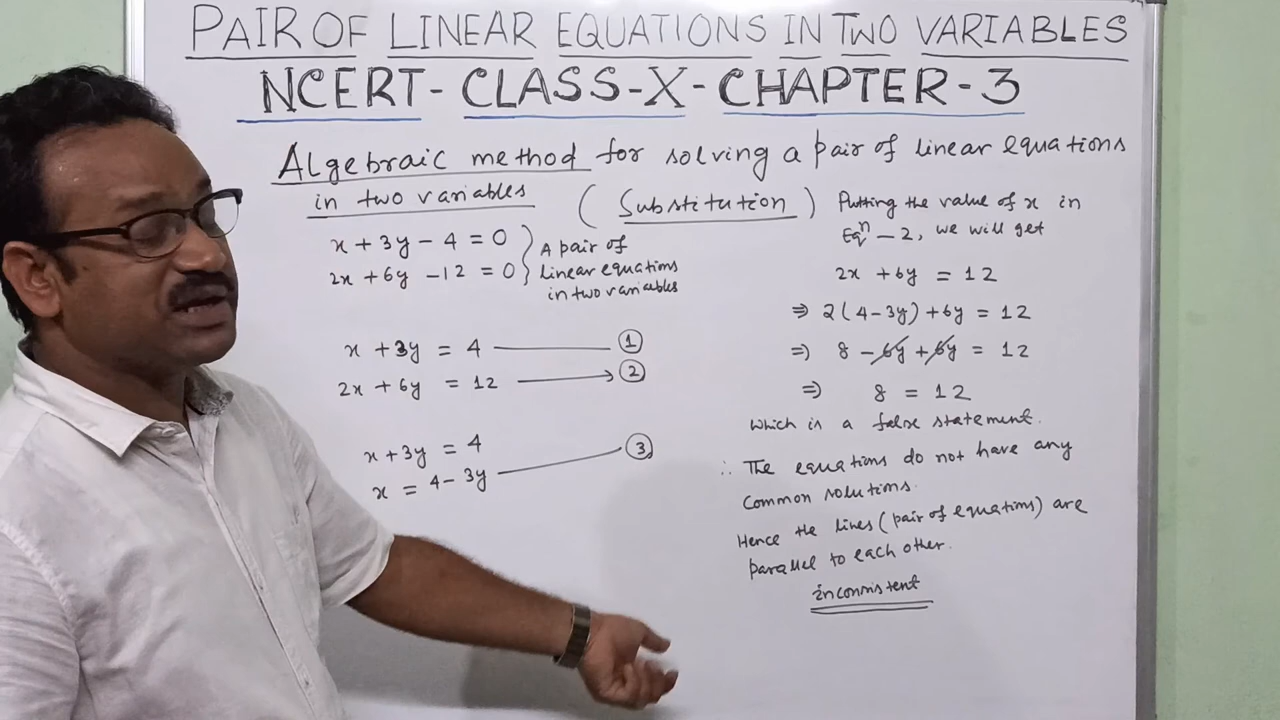 PAIR OF LINEAR EQUATIONS IN TWO VARIABLES
NCERT- CLASS-X- CHAPTER-3
Algebraic method for solving a pair of linear equations
in two variables (Substitution)
x + 3y - 4 = 0
2x + 6y - 12 = 0
A pair of
linear equations
in two variables
x + 3y = 4 ① 
2x + 6y = 12 → ②
x + 3y = 4
x = 4 - 3y ③
Putting the value of x in
Eqⁿ - 2, we will get
2x + 6y = 12
⇒ 2(4-3y) + 6y = 12
⇒ 8 - 6y + 6y = 12
⇒ 8 = 12
Which is a false statement.
∴ The equations do not have any
Common solutions.
Hence the lines (pair of equations) are
parallel to each other.
inconsistent